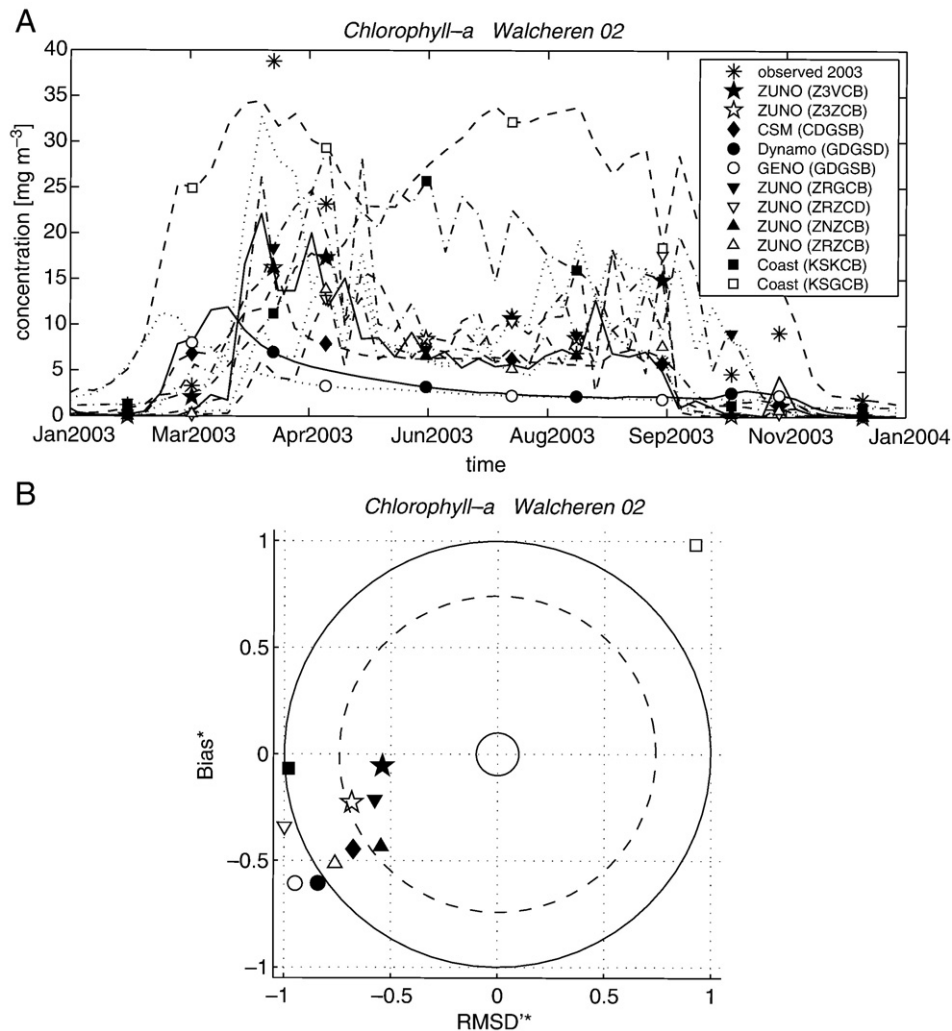 A
Chlorophyll–a Walcheren 02
40
35
30
25
20
15
10
5
0
concentration [mg m⁻³]
observed 2003
ZUNO (Z3VCB)
ZUNO (Z3ZCB)
CSM (CDGSB)
Dynamo (GDGSD)
GENO (GDGSB)
ZUNO (ZRGCB)
ZUNO (ZRZCD)
ZUNO (ZNZCB)
ZUNO (ZRZCB)
Coast (KSKCB)
Coast (KSGCB)
Jan2003 Mar2003 Apr2003 Jun2003 Aug2003 Sep2003 Nov2003 Jan2004
time
B
Chlorophyll–a Walcheren 02
1
0.5
0
−0.5
−1
Bias*
−1 −0.5 0 0.5 1
RMSD'*